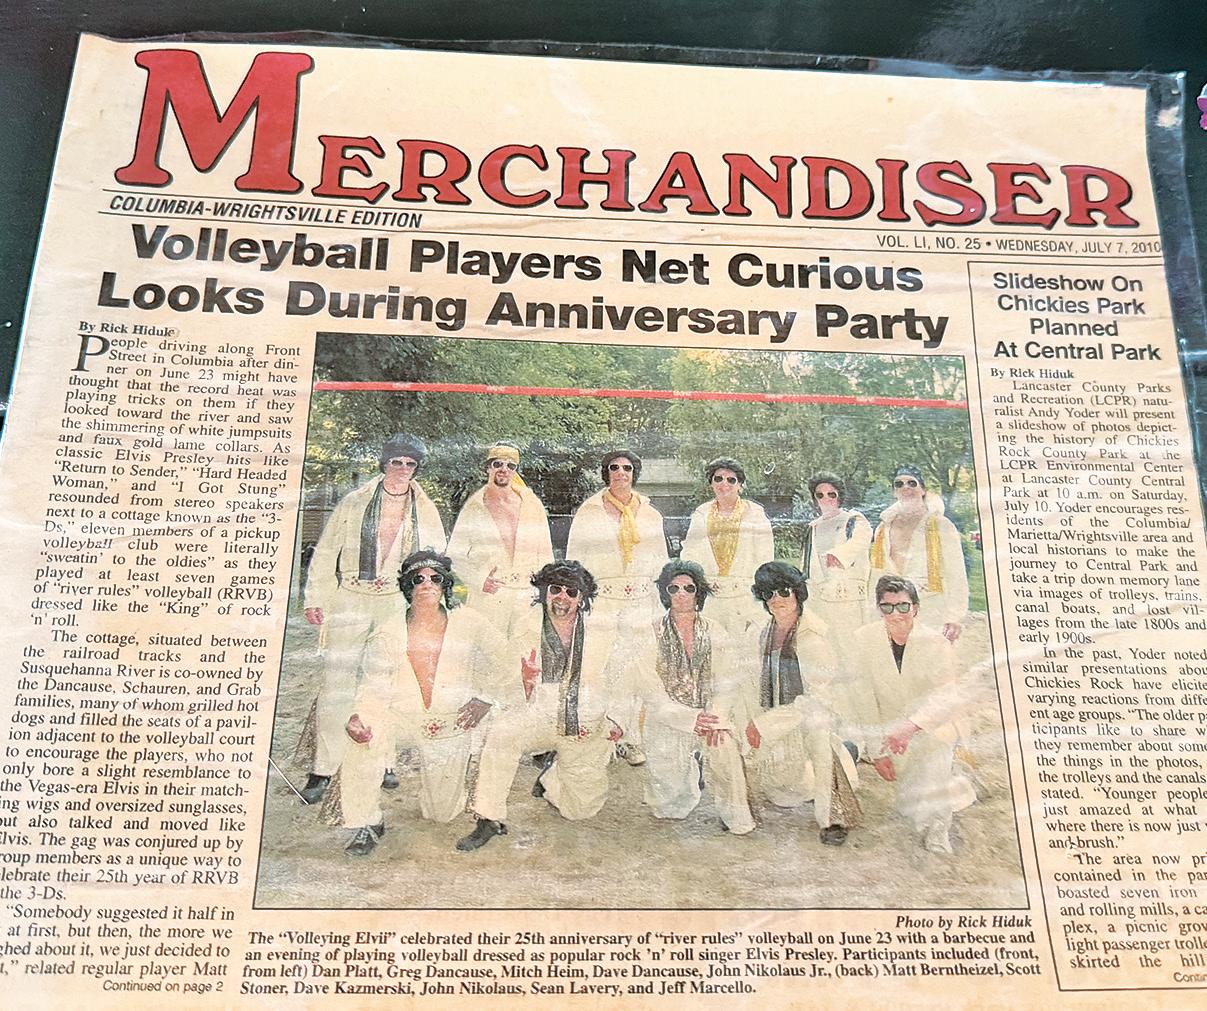 MERCHANDISER
COLUMBIA-WRIGHTSVILLE EDITION
VOL. LI, NO. 25 • WEDNESDAY, JULY 7, 2010
Volleyball Players Net Curious
Looks During Anniversary Party
By Rick Hiduk
People driving along Front
Street in Columbia after din-
ner on June 23 might have
thought that the record heat was
playing tricks on them if they
looked toward the river and saw
the shimmering of white jumpsuits
and faux gold lame collars. As
classic Elvis Presley hits like
"Return to Sender," "Hard Headed
Woman," and "I Got Stung"
resounded from stereo speakers
next to a cottage known as the "3-
Ds," eleven members of a pickup
volleyball club were literally
"sweatin' to the oldies" as they
played at least seven games
of "river rules" volleyball (RRVB)
dressed like the "King" of rock
'n' roll.
The cottage, situated between
the railroad tracks and the
Susquehanna River is co-owned by
the Dancause, Schauren, and Grab
families, many of whom grilled hot
dogs and filled the seats of a pavil-
ion adjacent to the volleyball court
to encourage the players, who not
only bore a slight resemblance to
the Vegas-era Elvis in their match-
ing wigs and oversized sunglasses,
but also talked and moved like
Elvis. The gag was conjured up by
roup members as a unique way to
lebrate their 25th year of RRVB
the 3-Ds.
"Somebody suggested it half in
at first, but then, the more we
ghed about it, we just decided to
t," related regular player Matt
Continued on page 2
Photo by Rick Hiduk
The "Volleying Elvii" celebrated their 25th anniversary of "river rules" volleyball on June 23 with a barbecue and
an evening of playing volleyball dressed as popular rock 'n' roll singer Elvis Presley. Participants included (front,
from left) Dan Platt, Greg Dancause, Mitch Heim, Dave Dancause, John Nikolaus Jr., (back) Matt Berntheizel, Scott
Stoner, Dave Kazmerski, John Nikolaus, Sean Lavery, and Jeff Marcello.
Slideshow On
Chickies Park
Planned
At Central Park
By Rick Hiduk
Lancaster County Parks
and Recreation (LCPR) natu-
ralist Andy Yoder will present
a slideshow of photos depict-
ing the history of Chickies
Rock County Park at the
LCPR Environmental Center
at Lancaster County Central
Park at 10 a.m. on Saturday,
July 10. Yoder encourages res-
idents of the Columbia/
Marietta/Wrightsville area and
local historians to make the
journey to Central Park and
take a trip down memory lane
via images of trolleys, trains,
canal boats, and lost vil-
lages from the late 1800s and
early 1900s.
In the past, Yoder noted
similar presentations abou
Chickies Rock have elicite
varying reactions from diffe
ent age groups. "The older p
ticipants like to share w
they remember about some
the things in the photos,
the trolleys and the canals
stated. "Younger people
just amazed at what
where there is now just
and brush."
The area now pr
contained in the par
boasted seven iron
and rolling mills, a ca
plex, a picnic grov
light passenger trolle
skirted the hill
Contin